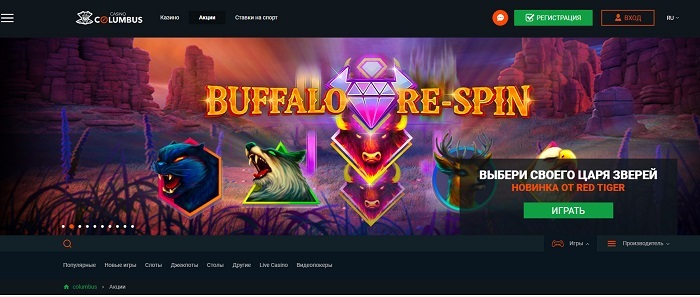 CASINO
COLUMBUS
Казино
Акции
Ставки на спорт
РЕГИСТРАЦИЯ
ВХОД
RU
BUFFALO RE-SPIN
ВЫБЕРИ СВОЕГО ЦАРЯ ЗВЕРЕЙ
НОВИНКА ОТ RED TIGER
ИГРАТЬ
Игры
Производитель
Популярные Новые игры Слоты Джекпоты Столы Другие Live Casino Видеопокеры
columbus › Акции